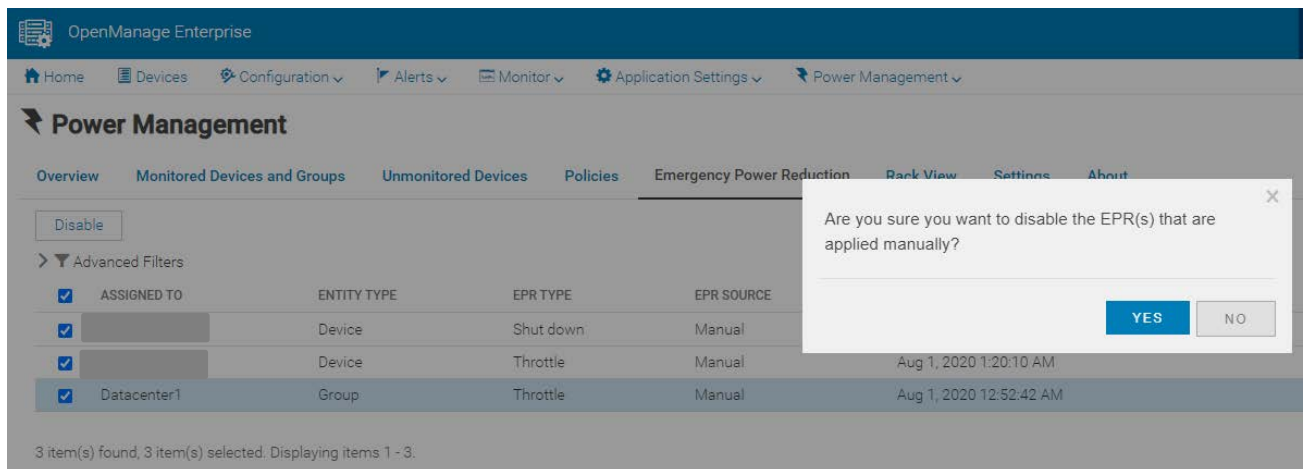 OpenManage Enterprise
Home Devices Configuration Alerts Monitor Application Settings Power Management
Power Management
Overview Monitored Devices and Groups Unmonitored Devices Policies Emergency Power Reduction Rack View Settings About
Disable
Are you sure you want to disable the EPR(s) that are
applied manually?
Advanced Filters
ASSIGNED TO ENTITY TYPE EPR TYPE EPR SOURCE
YES NO
Device Shut down Manual
Device Throttle Manual Aug 1, 2020 1:20:10 AM
Datacenter1 Group Throttle Manual Aug 1, 2020 12:52:42 AM
3 item(s) found, 3 item(s) selected. Displaying items 1 - 3.